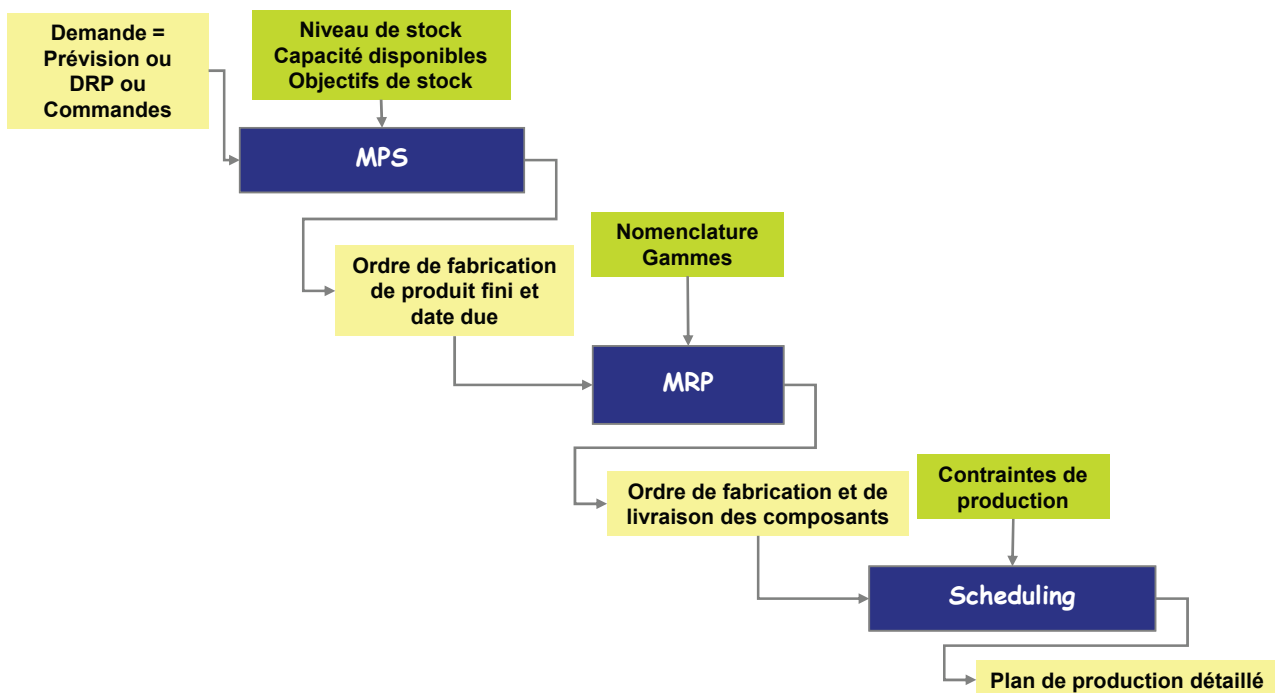 Demande =
Prévision ou
DRP ou
Commandes
Niveau de stock
Capacité disponibles
Objectifs de stock
MPS
Ordre de fabrication
de produit fini et
date due
Nomenclature
Gammes
MRP
Ordre de fabrication et de
livraison des composants
Contraintes de
production
Scheduling
Plan de production détaillé